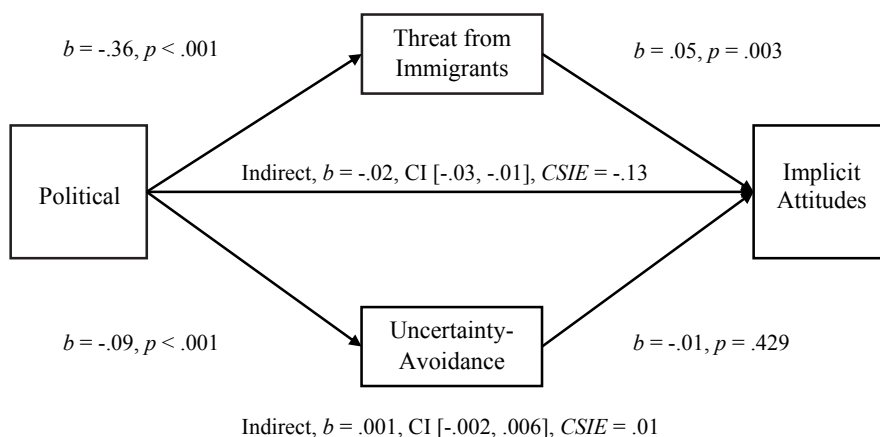 b = -.36, p < .001
Threat from
Immigrants
b = .05, p = .003
Political
Indirect, b = -.02, CI [-.03, -.01], CSIE = -.13
Implicit
Attitudes
b = -.09, p < .001
Uncertainty-
Avoidance
b = -.01, p = .429
Indirect, b = .001, CI [-.002, .006], CSIE = .01